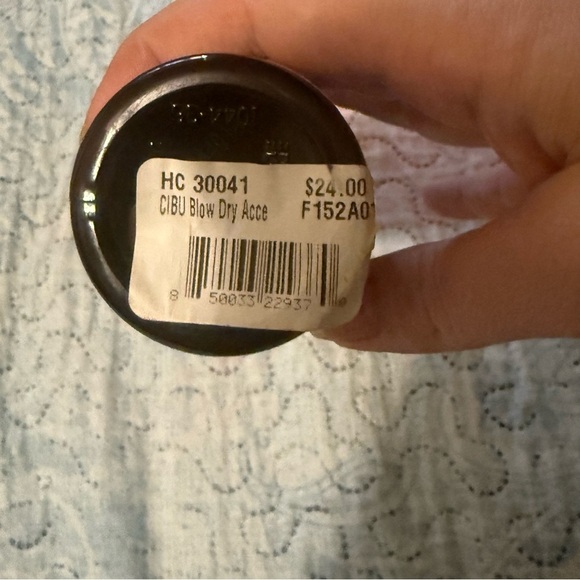 HC 30041 $24.00
CIBU Blow Dry Acce F152A01
8 50033 22937